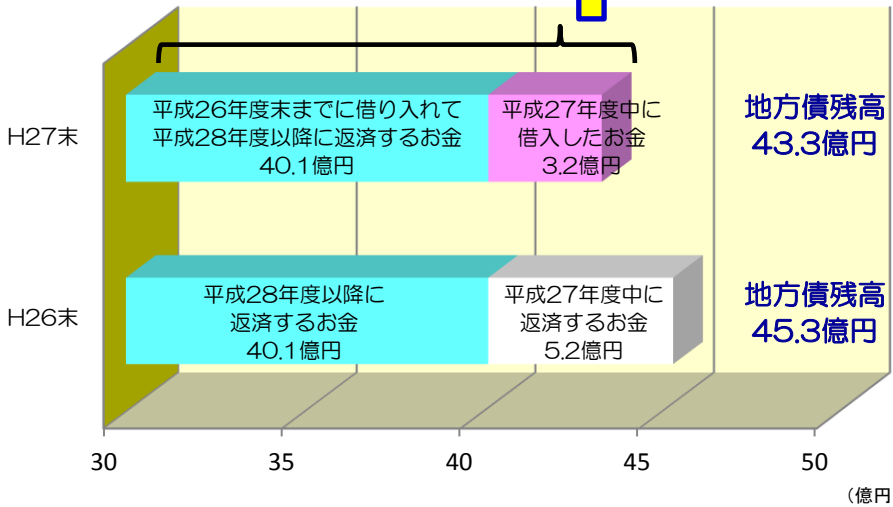 H27末
平成26年度末までに借り入れて
平成28年度以降に返済するお金
40.1億円
平成27年度中に
借入したお金
3.2億円
地方債残高
43.3億円
H26末
平成28年度以降に
返済するお金
40.1億円
平成27年度中に
返済するお金
5.2億円
地方債残高
45.3億円
30
35
40
45
50
(億円